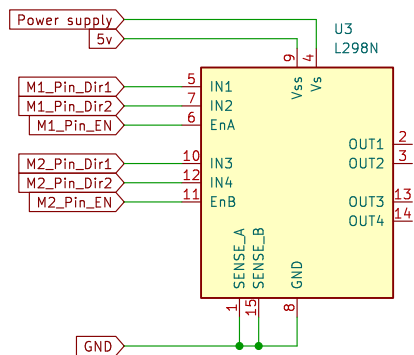 Power supply
5v
U3
L298N
9
4
Vss
Vs
M1_Pin_Dir1
5
IN1
M1_Pin_Dir2
7
IN2
M1_Pin_EN
6
EnA
OUT1
2
M2_Pin_Dir1
10
IN3
OUT2
3
M2_Pin_Dir2
12
IN4
M2_Pin_EN
11
EnB
OUT3
13
OUT4
14
SENSE_A
SENSE_B
GND
1
15
8
GND